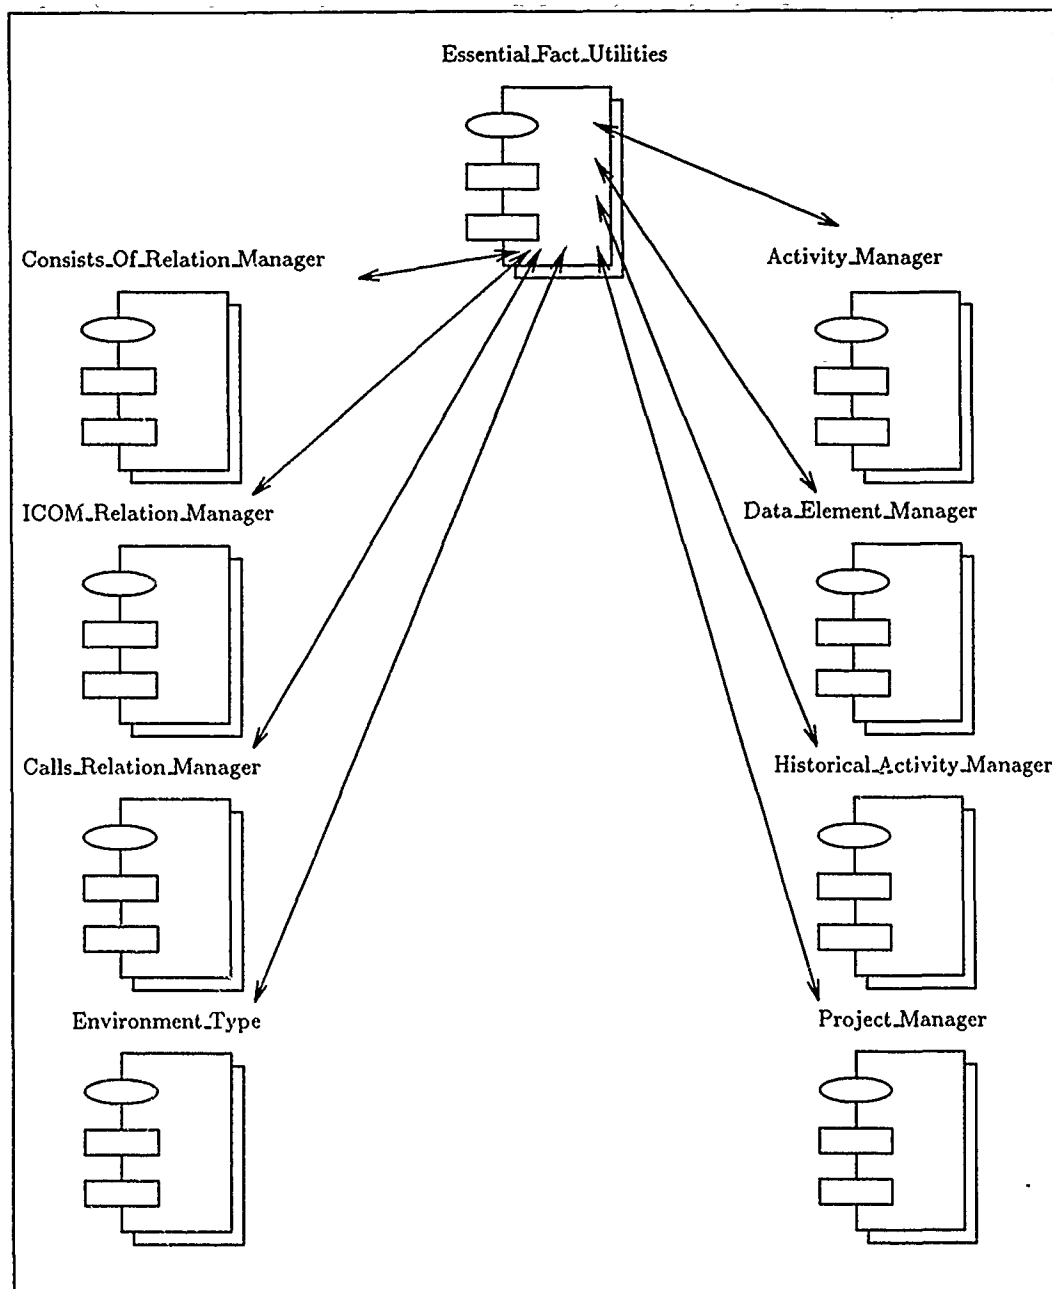 Essential_Fact_Utilities
Consists_Of_Relation_Manager
Activity_Manager
ICOM_Relation_Manager
Data_Element_Manager
Calls_Relation_Manager
Historical_Activity_Manager
Environment_Type
Project_Manager